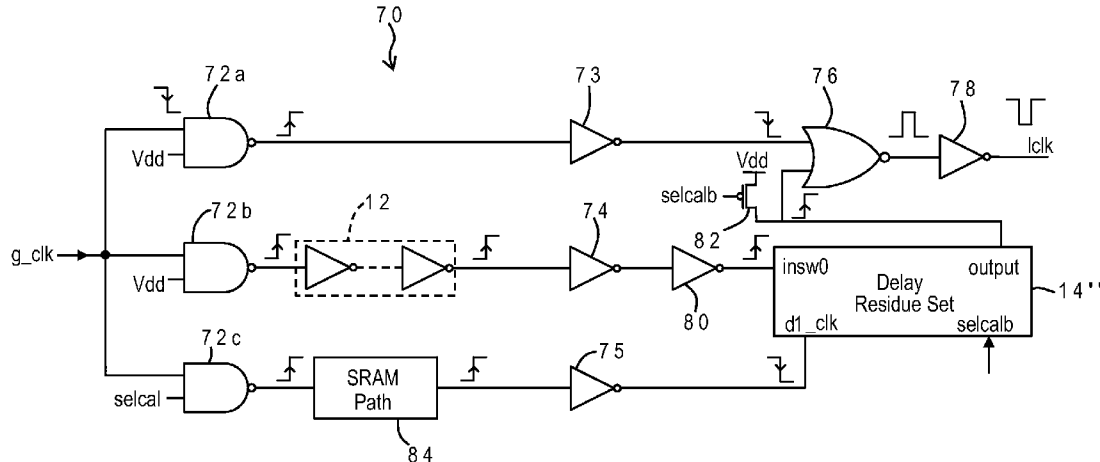 70
72a
73
76
78
Vdd
lclk
Vdd
selcalb
72b
12
74
82
g_clk
Vdd
80
insw0
output
Delay
Residue Set
14''
d1_clk
selcalb
72c
75
selcal
SRAM
Path
84